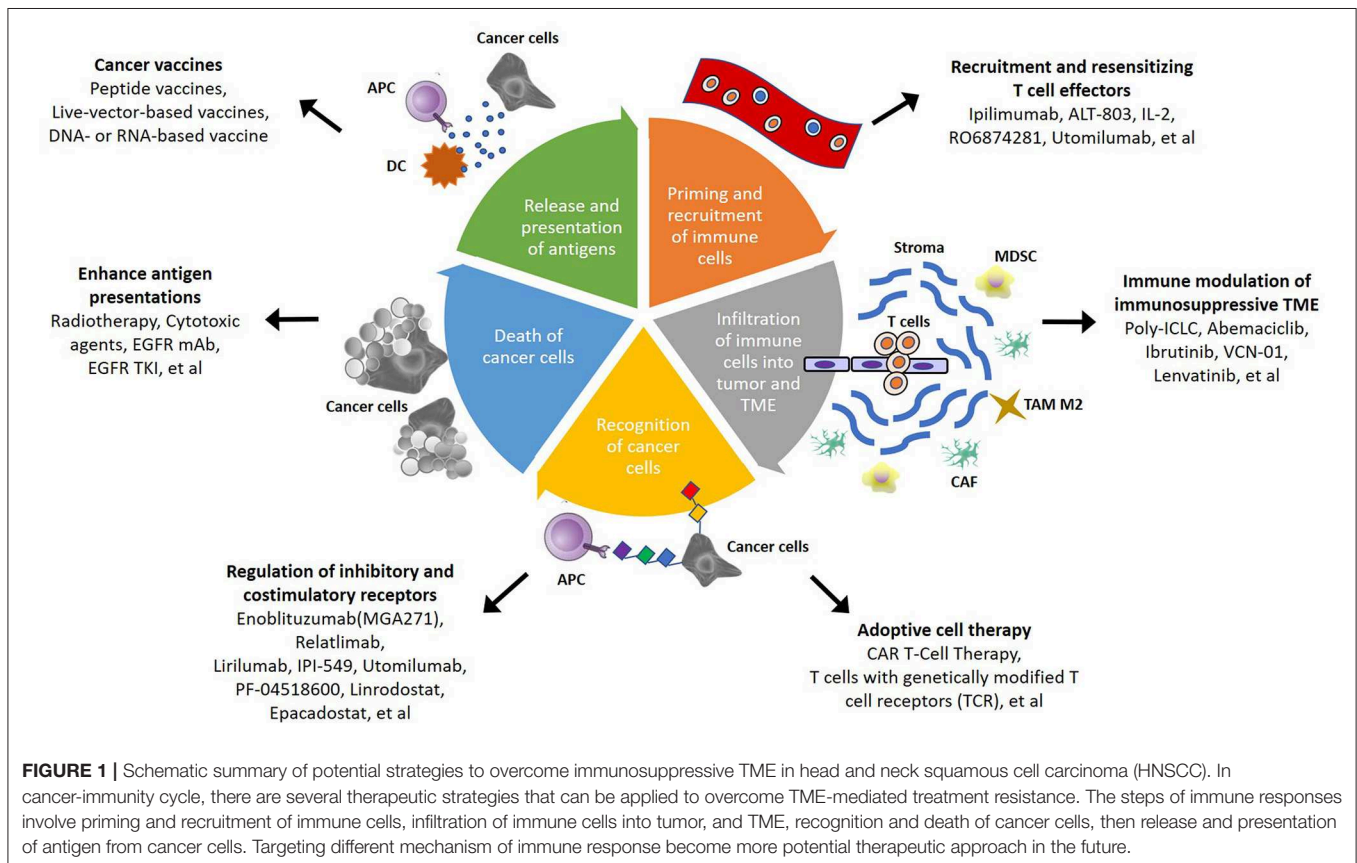 Cancer cells
Cancer vaccines
Peptide vaccines,
Live-vector-based vaccines,
DNA- or RNA-based vaccine
APC
DC
Recruitment and resensitizing
T cell effectors
Ipilimumab, ALT-803, IL-2,
RO6874281, Utomilumab, et al
Release and
presentation
of antigens
Priming and
recruitment
of immune
cells
Enhance antigen
presentations
Radiotherapy, Cytotoxic
agents, EGFR mAb,
EGFR TKI, et al
Cancer cells
Death of
cancer cells
Infiltration
of immune
cells into
tumor and
TME
Stroma
MDSC
T cells
TAM M2
CAF
Immune modulation of
immunosuppressive TME
Poly-ICLC, Abemaciclib,
Ibrutinib, VCN-01,
Lenvatinib, et al
Recognition
of cancer
cells
APC
Cancer cells
Regulation of inhibitory and
costimulatory receptors
Enoblituzumab(MGA271),
Relatlimab,
Lirilumab, IPI-549, Utomilumab,
PF-04518600, Linrodostat,
Epacadostat, et al
Adoptive cell therapy
CAR T-Cell Therapy,
T cells with genetically modified T
cell receptors (TCR), et al
FIGURE 1 | Schematic summary of potential strategies to overcome immunosuppressive TME in head and neck squamous cell carcinoma (HNSCC). In
cancer-immunity cycle, there are several therapeutic strategies that can be applied to overcome TME-mediated treatment resistance. The steps of immune responses
involve priming and recruitment of immune cells, infiltration of immune cells into tumor, and TME, recognition and death of cancer cells, then release and presentation
of antigen from cancer cells. Targeting different mechanism of immune response become more potential therapeutic approach in the future.